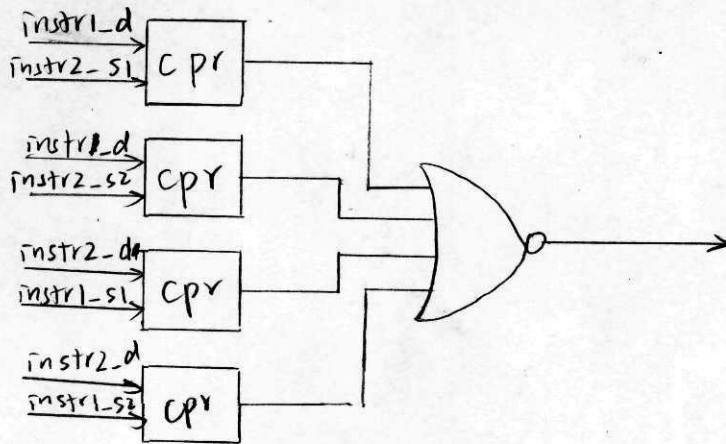 instr1_d
instr2_s1
cpr
instr1_d
instr2_s2
cpr
instr2_d
instr1_s1
cpr
instr2_d
instr1_s2
cpr